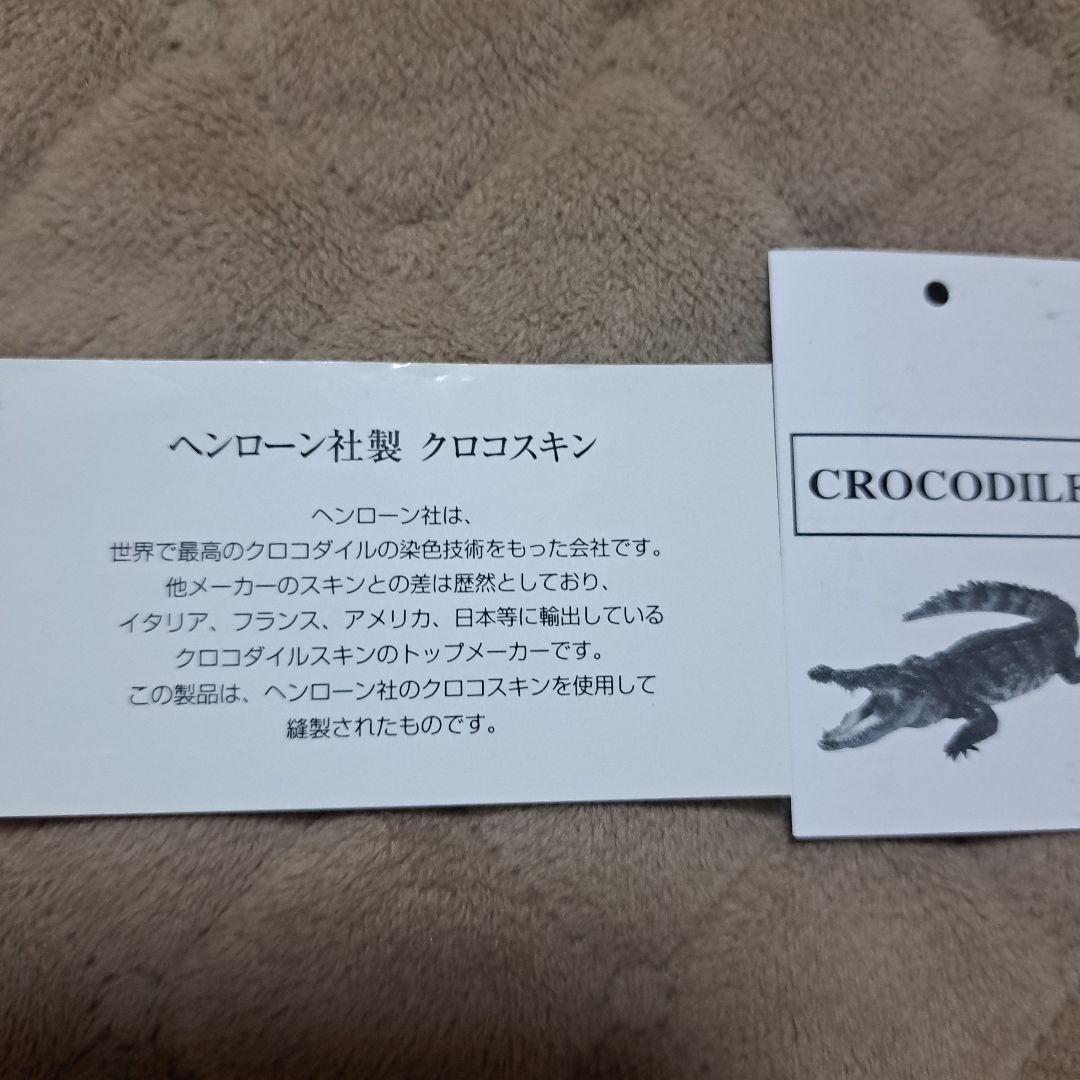 ヘンローン社製 クロコスキン
ヘンローン社は、
世界で最高のクロコダイルの染色技術をもった会社です。
他メーカーのスキンとの差は歴然としており、
イタリア、フランス、アメリカ、日本等に輸出している
クロコダイルスキンのトップメーカーです。
この製品は、ヘンローン社のクロコスキンを使用して
縫製されたものです。
CROCODILE